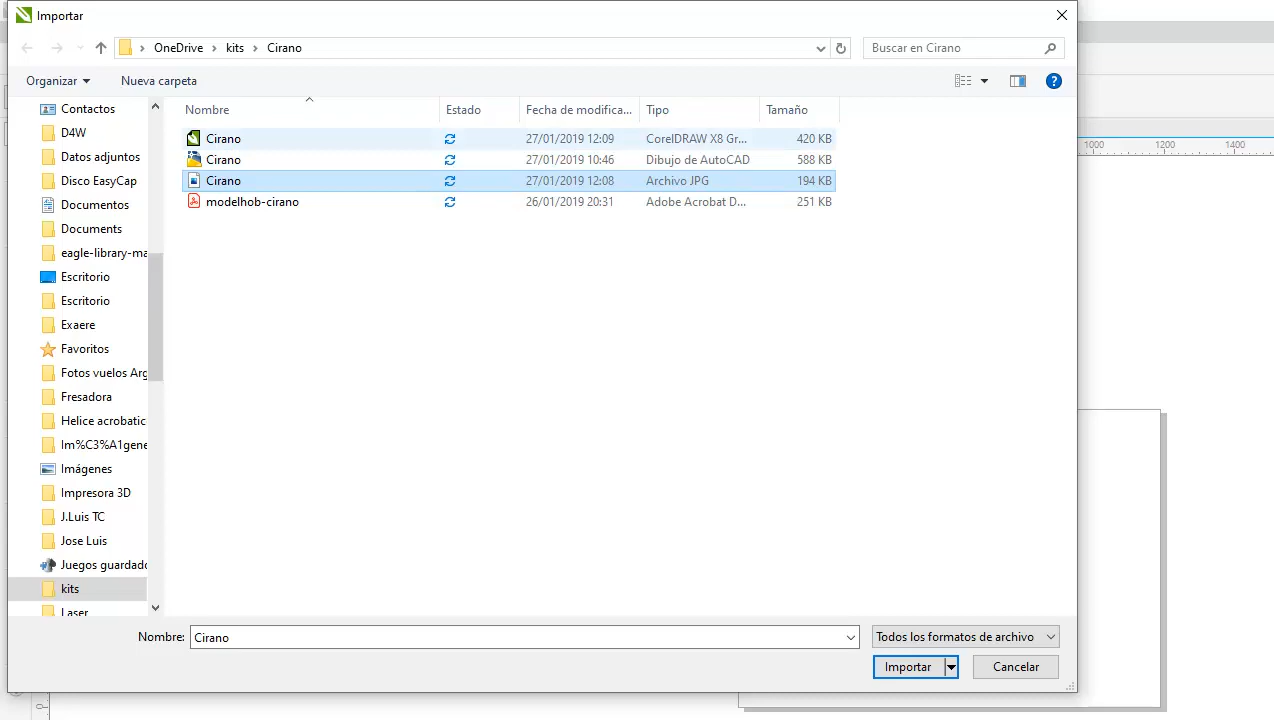 Importar
OneDrive kits Cirano
Buscar en Cirano
Organizar
Nueva carpeta
Nombre Estado Fecha de modifica... Tipo Tamaño
Cirano 27/01/2019 12:09 CorelDRAW X8 Gr... 420 KB
Cirano 27/01/2019 10:46 Dibujo de AutoCAD 588 KB
Cirano 27/01/2019 12:08 Archivo JPG 194 KB
modelhob-cirano 26/01/2019 20:31 Adobe Acrobat D... 251 KB
Contactos
D4W
Datos adjuntos
Disco EasyCap
Documentos
Documents
eagle-library-ma
Escritorio
Escritorio
Exaere
Favoritos
Fotos vuelos Arg
Fresadora
Helice acrobatic
Im%C3%A1gene
Imágenes
Impresora 3D
J.Luis TC
Jose Luis
Juegos guardado
kits
Laser
1000 1200 1400
Nombre: Cirano
Todos los formatos de archivo
Importar
Cancelar